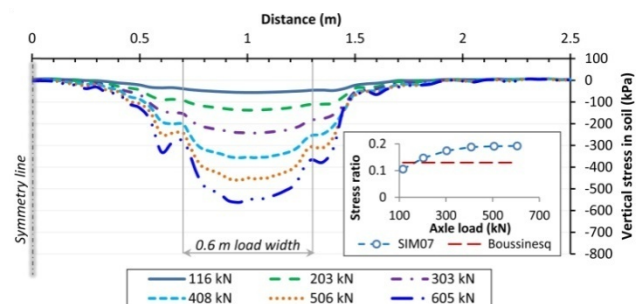 Distance (m)
0 0.5 1 1.5 2 2.5
100
0
-100
-200
-300
-400
-500
-600
-700
-800
Vertical stress in soil (kPa)
Symmetry line
0.6 m load width
0.2
0.1
0
Stress ratio
100 300 500 700
Axle load (kN)
SIM07 Boussinesq
116 kN 203 kN 303 kN
408 kN 506 kN 605 kN